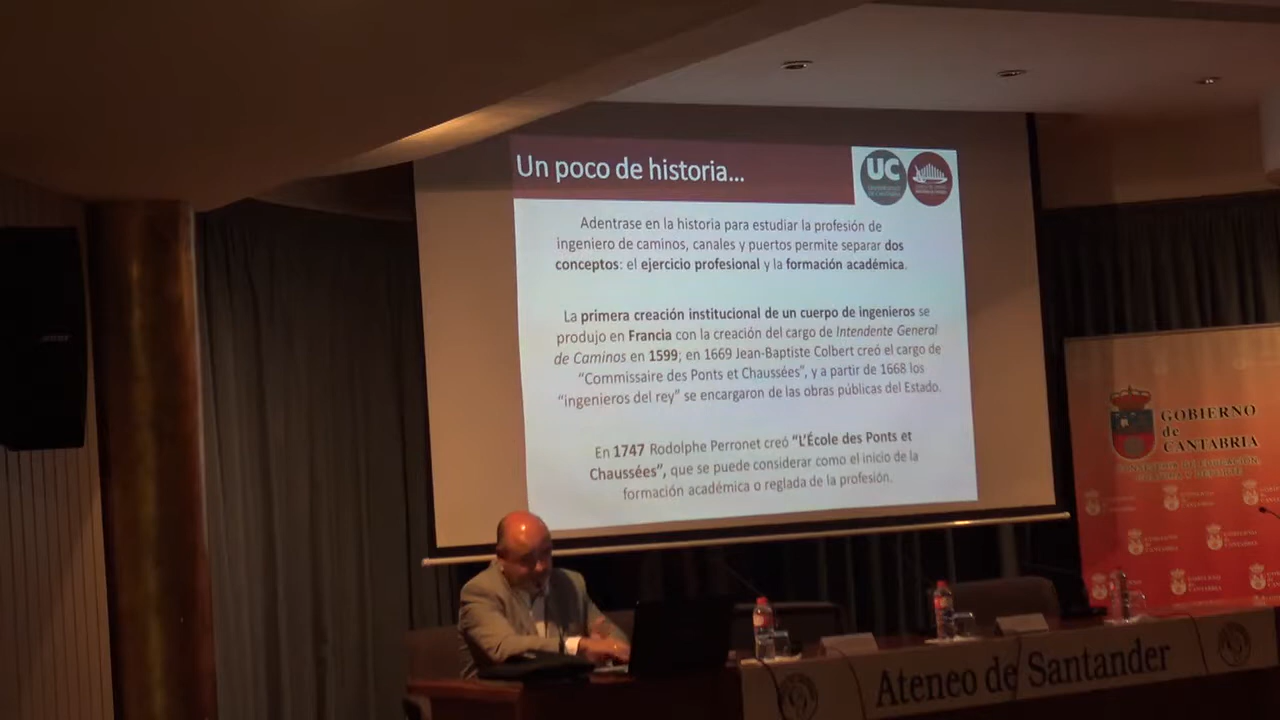 Un poco de historia...
UC
Adentrase en la historia para estudiar la profesión de
ingeniero de caminos, canales y puertos permite separar dos
conceptos: el ejercicio profesional y la formación académica.
La primera creación institucional de un cuerpo de ingenieros se
produjo en Francia con la creación del cargo de Intendente General
de Caminos en 1599; en 1669 Jean-Baptiste Colbert creó el cargo de
“Commissaire des Ponts et Chaussées”, y a partir de 1668 los
“ingenieros del rey” se encargaron de las obras públicas del Estado.
En 1747 Rodolphe Perronet creó “L’École des Ponts et
Chaussées”, que se puede considerar como el inicio de la
formación académica o reglada de la profesión.
GOBIERNO
de
CANTABRIA
CONSEJERÍA DE EDUCACIÓN,
CULTURA Y DEPORTE
Ateneo de Santander